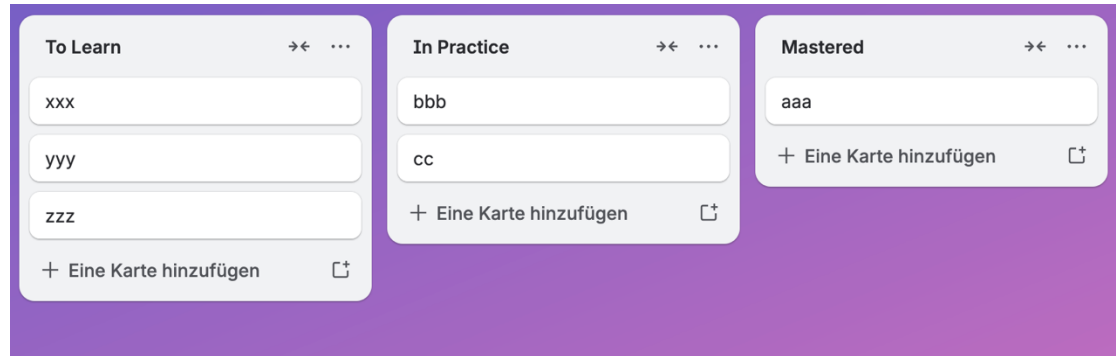 To Learn
xxx
yyy
zzz
Eine Karte hinzufügen
In Practice
bbb
cc
Eine Karte hinzufügen
Mastered
aaa
Eine Karte hinzufügen